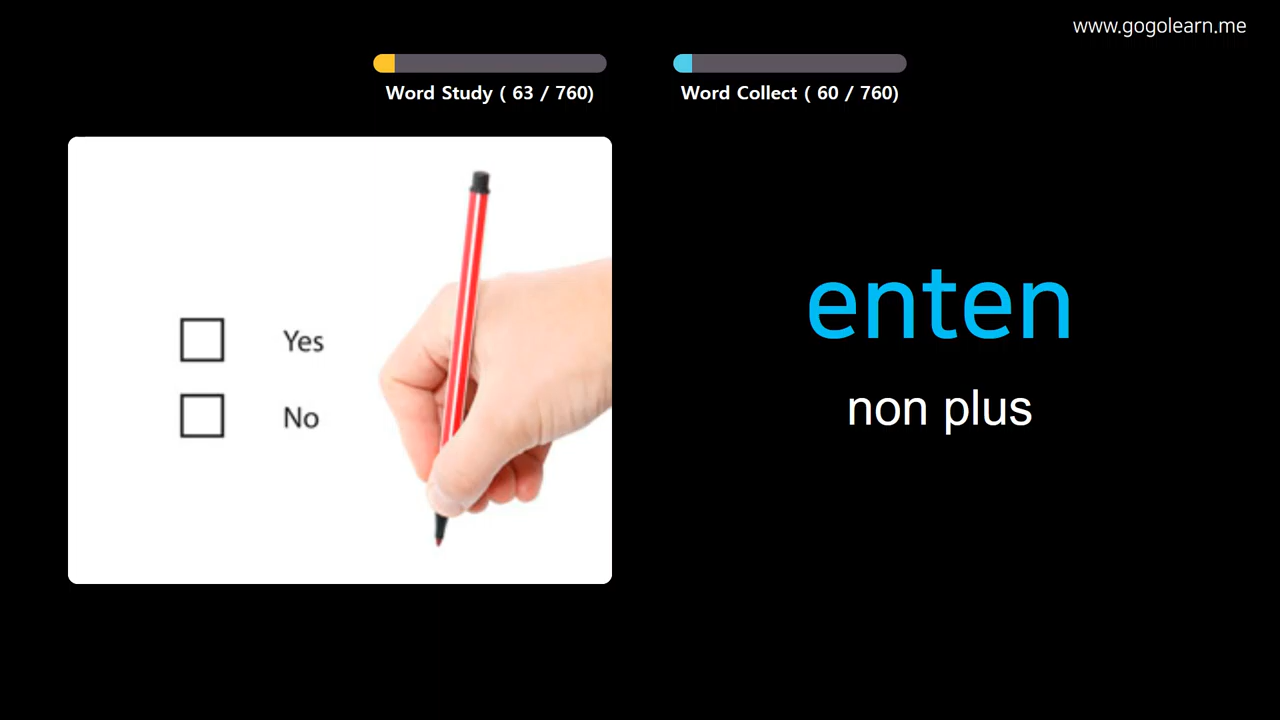 www.gogolearn.me
Word Study ( 63 / 760)
Word Collect ( 60 / 760)
Yes
No
enten
non plus